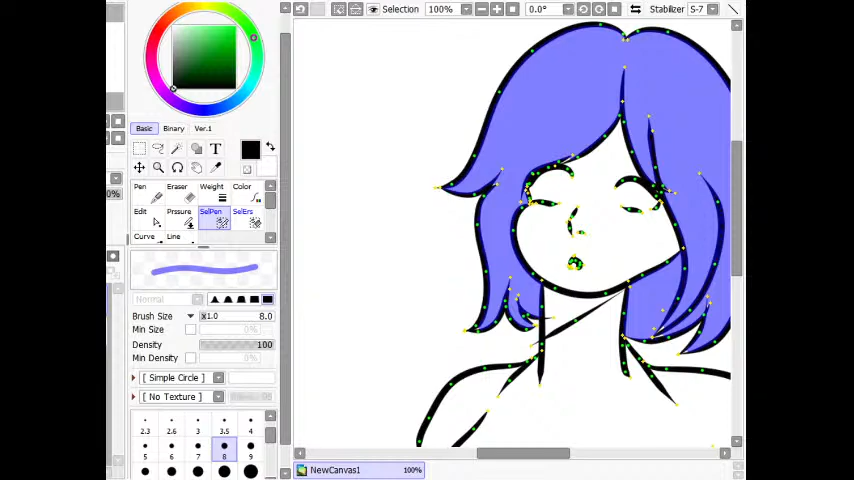 Selection 100% 0.0° Stabilizer S-7
Basic Binary Ver.1
T
Pen Eraser Weight Color
Edit Prssure SelPen SelErs
Curve Line
Normal
Brush Size x1.0 8.0
Min Size 0%
Density 100
Min Density 0%
[ Simple Circle ]
[ No Texture ]
2.3 2.6 3 3.5 4
5 6 7 8 9
NewCanvas1 100%
0%